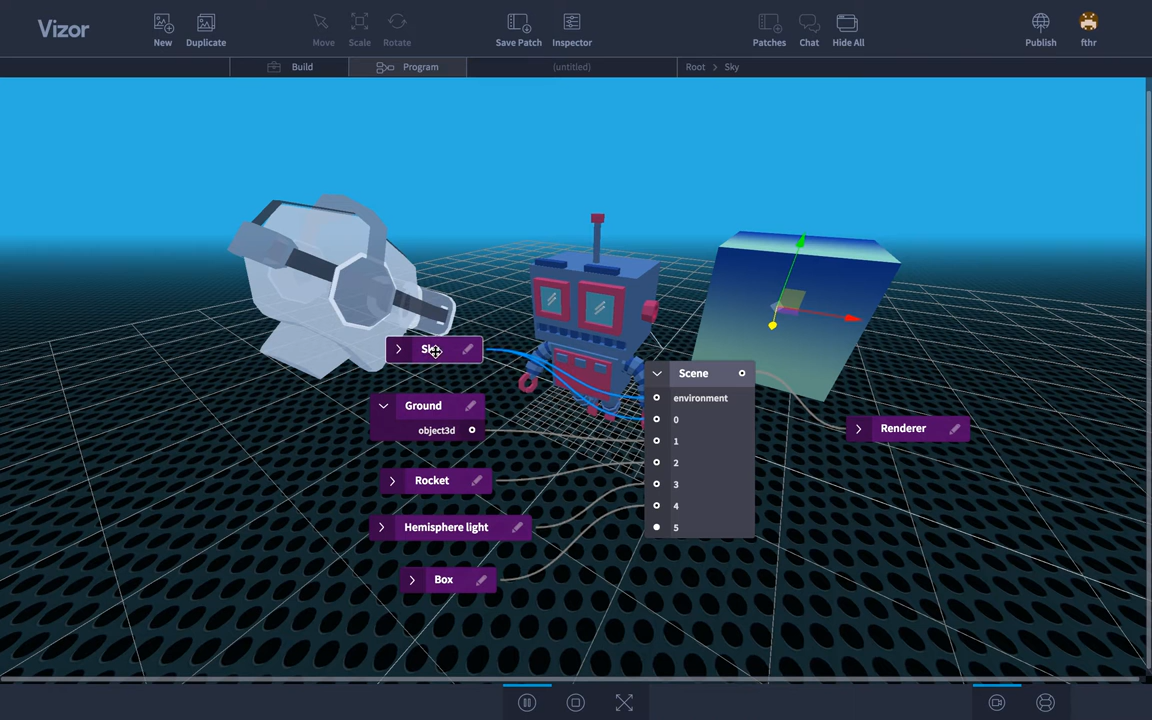 Vizor
New
Duplicate
Move
Scale
Rotate
Save Patch
Inspector
Patches
Chat
Hide All
Publish
fthr
Build
Program
(untitled)
Root > Sky
Sky
Ground
object3d
Rocket
Hemisphere light
Box
Scene
environment
0
1
2
3
4
5
Renderer